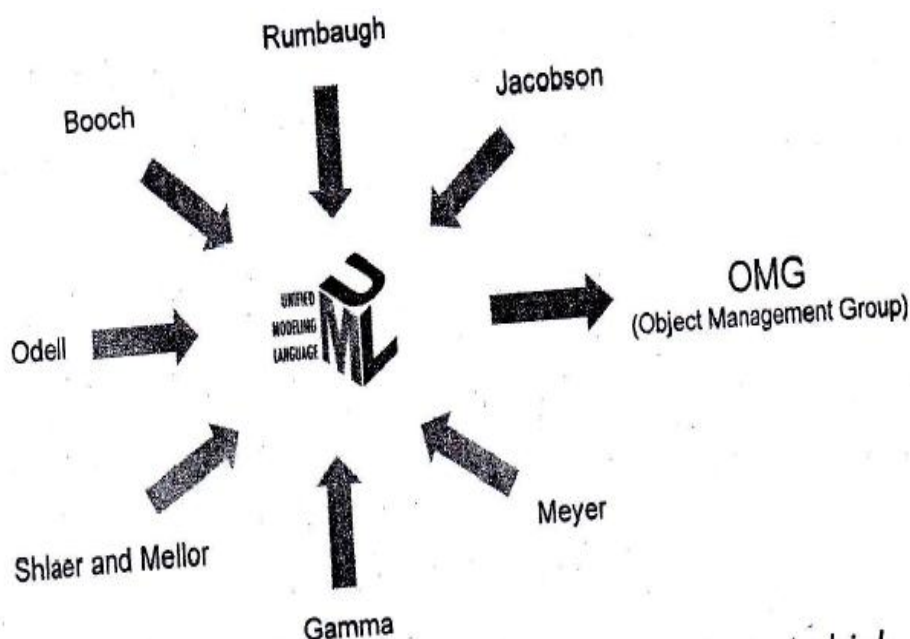 Rumbaugh
Jacobson
Booch
UNIFIED
MODELING
LANGUAGE
UML
OMG
(Object Management Group)
Odell
Meyer
Shlaer and Mellor
Gamma